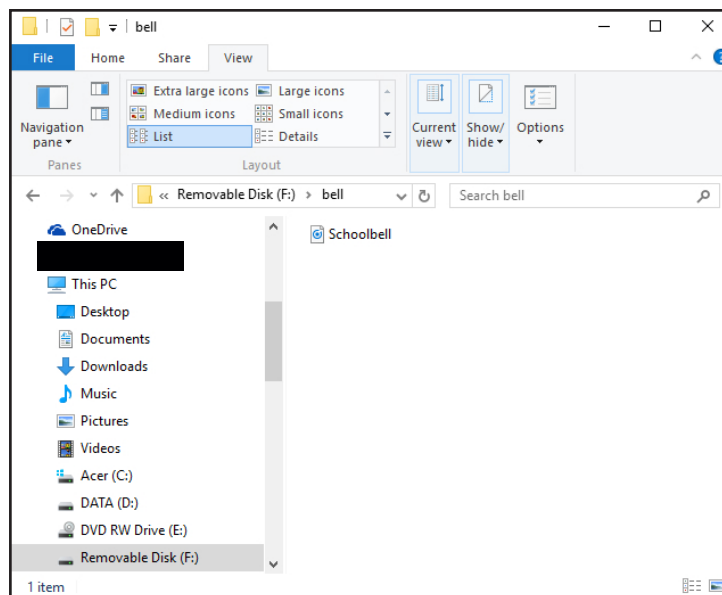 bell
File Home Share View
Navigation pane
Extra large icons Large icons
Medium icons Small icons
List Details
Current view
Show/ hide
Options
Panes Layout
« Removable Disk (F:) › bell Search bell
OneDrive
This PC
Desktop
Documents
Downloads
Music
Pictures
Videos
Acer (C:)
DATA (D:)
DVD RW Drive (E:)
Removable Disk (F:)
Schoolbell
1 item